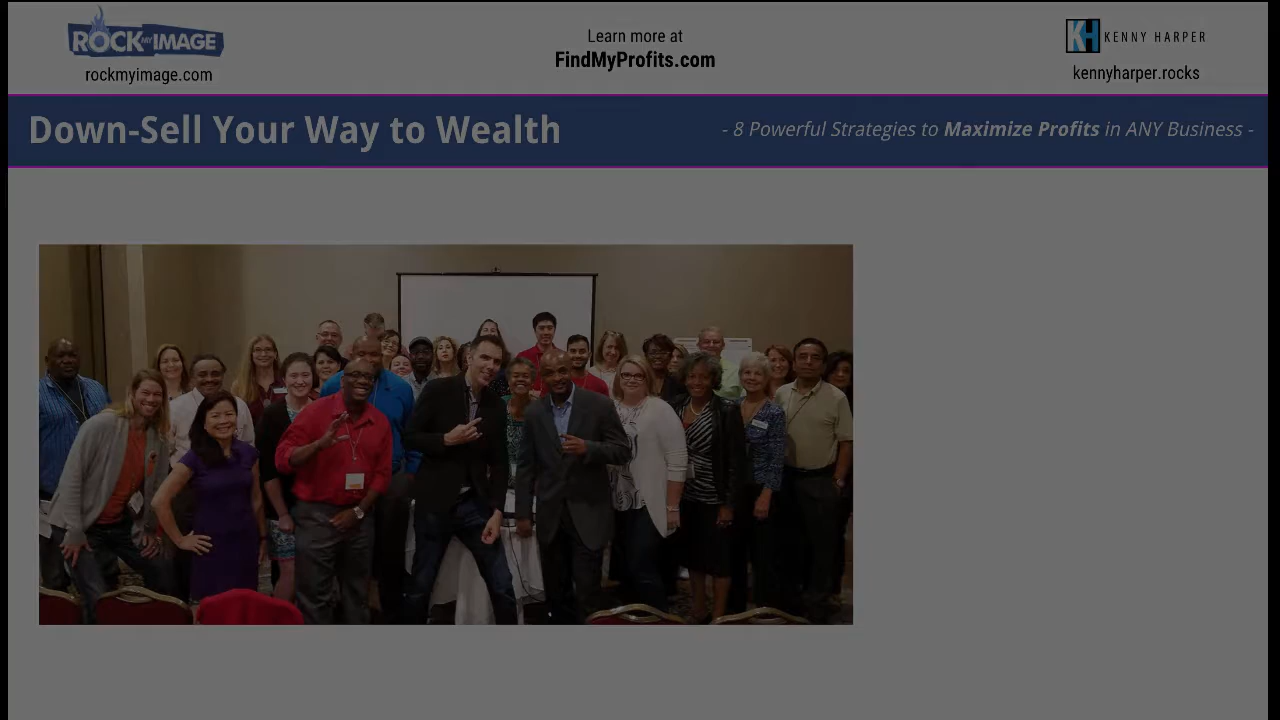 ROCK MY IMAGE
rockmyimage.com
Learn more at
FindMyProfits.com
KH KENNY HARPER
kennyharper.rocks
Down-Sell Your Way to Wealth
- 8 Powerful Strategies to Maximize Profits in ANY Business -